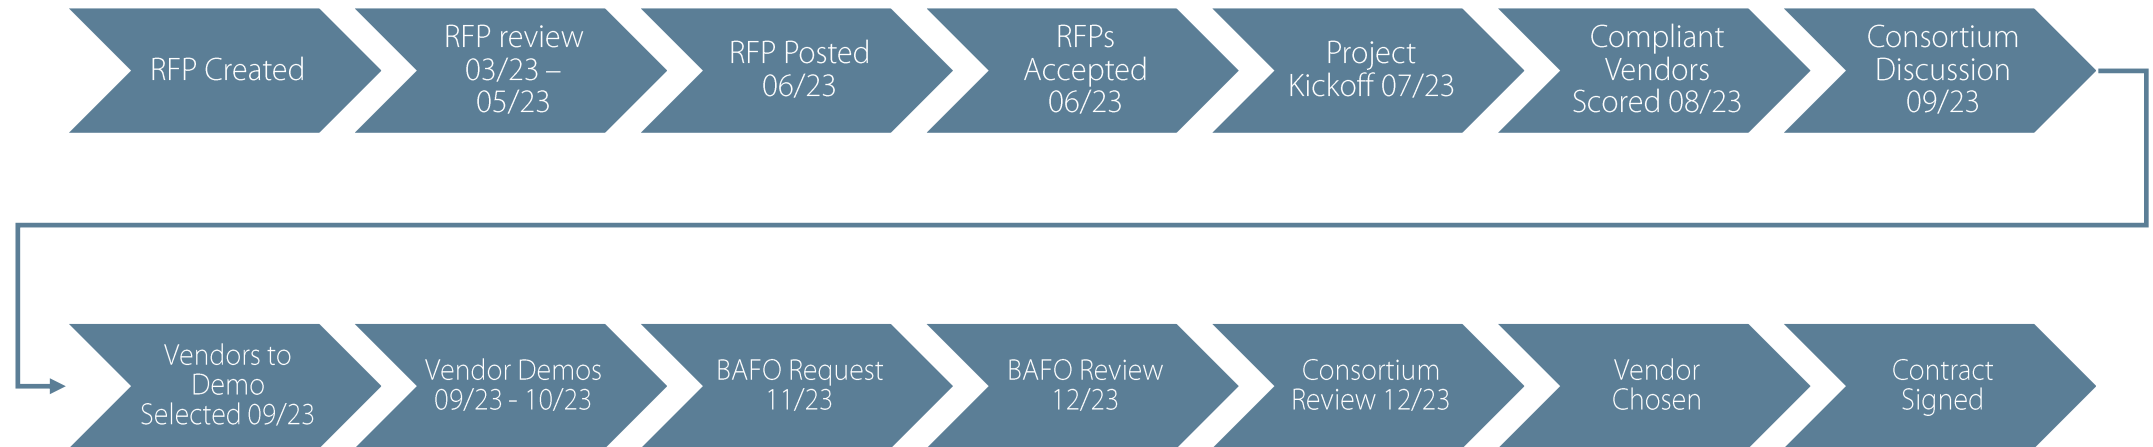 RFP Created
RFP review
03/23 –
05/23
RFP Posted
06/23
RFPs
Accepted
06/23
Project
Kickoff 07/23
Compliant
Vendors
Scored 08/23
Consortium
Discussion
09/23
Vendors to
Demo
Selected 09/23
Vendor Demos
09/23 - 10/23
BAFO Request
11/23
BAFO Review
12/23
Consortium
Review 12/23
Vendor
Chosen
Contract
Signed